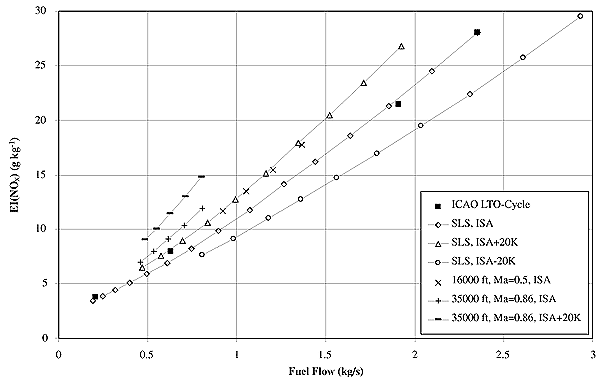 30
25
20
15
10
5
0
EI(NOx) (g kg-1)
0 0.5 1 1.5 2 2.5 3
Fuel Flow (kg/s)
ICAO LTO-Cycle
SLS, ISA
SLS, ISA+20K
SLS, ISA-20K
16000 ft, Ma=0.5, ISA
35000 ft, Ma=0.86, ISA
35000 ft, Ma=0.86, ISA+20K